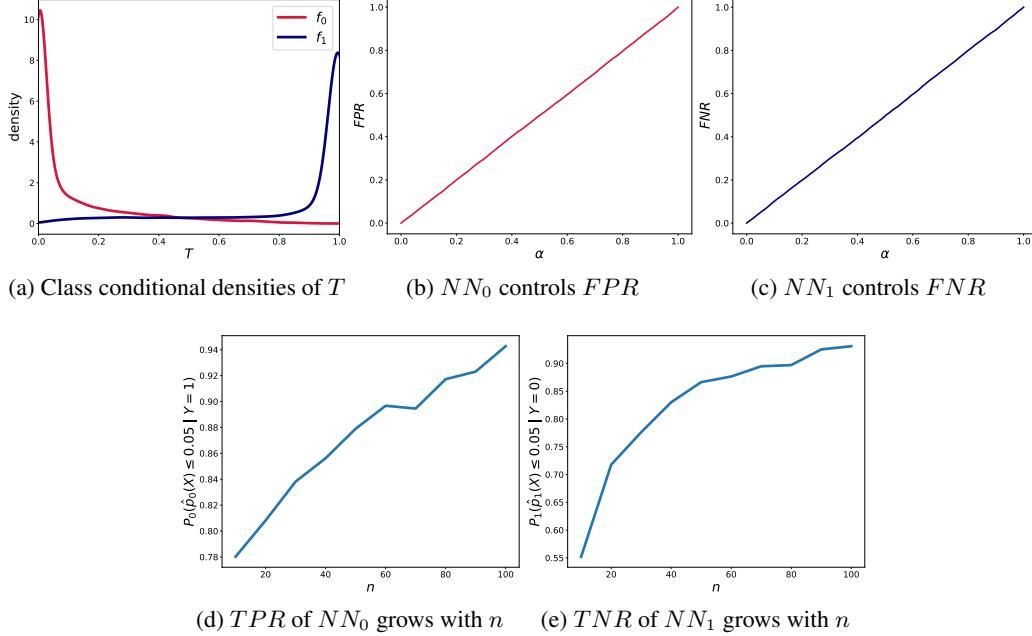 10
8
6
4
2
0
density
0.0 0.2 0.4 0.6 0.8 1.0
T
f₀
f₁
(a) Class conditional densities of T
1.0
0.8
0.6
0.4
0.2
0.0
FPR
0.0 0.2 0.4 0.6 0.8 1.0
α
(b) NN₀ controls FPR
1.0
0.8
0.6
0.4
0.2
0.0
FNR
0.0 0.2 0.4 0.6 0.8 1.0
α
(c) NN₁ controls FNR
0.94
0.92
0.90
0.88
0.86
0.84
0.82
0.80
0.78
P₀(p̂₀(X) ≤ 0.05 | Y = 1)
20 40 60 80 100
n
(d) TPR of NN₀ grows with n
0.90
0.85
0.80
0.75
0.70
0.65
0.60
0.55
P₁(p̂₁(X) ≤ 0.05 | Y = 0)
20 40 60 80 100
n
(e) TNR of NN₁ grows with n